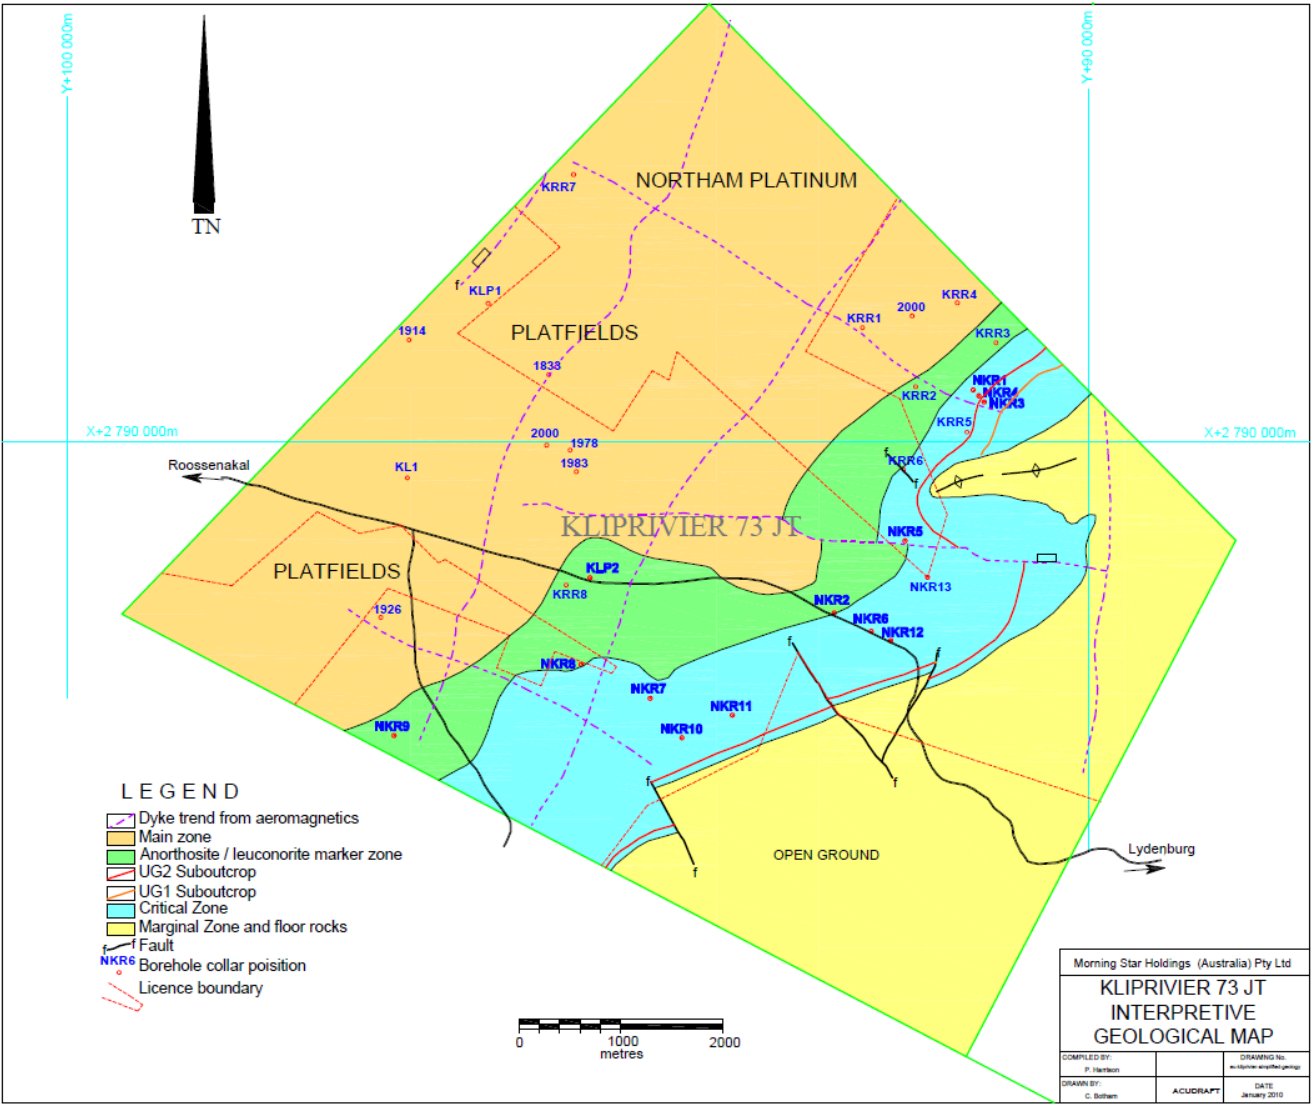 Y+100 000m
Y+90 000m
TN
KRR7
NORTHAM PLATINUM
f
KLP1
KRR4
2000
KRR1
1914
PLATFIELDS
KRR3
1833
NKR1
KRR2
NKR4
NKR3
KRR5
X+2 790 000m
2000
1978
X+2 790 000m
Roossenakal
KL1
1983
f
KRR6
f
KLIPRIVIER 73 JT
NKR5
PLATFIELDS
KLP2
KRR8
NKR13
1926
NKR2
NKR6
NKR12
f
f
NKR8
NKR7
NKR11
NKR9
NKR10
f
f
f
OPEN GROUND
Lydenburg
LEGEND
Dyke trend from aeromagnetics
Main zone
Anorthosite / leuconorite marker zone
UG2 Suboutcrop
UG1 Suboutcrop
Critical Zone
Marginal Zone and floor rocks
f f Fault
NKR6 Borehole collar poisition
Licence boundary
0 1000 2000
metres
Morning Star Holdings (Australia) Pty Ltd
KLIPRIVIER 73 JT
INTERPRETIVE
GEOLOGICAL MAP
COMPILED BY:
P. Harrison
DRAWING No.
DRAWN BY:
C. Botham
ACUDRAFT
DATE
January 2010